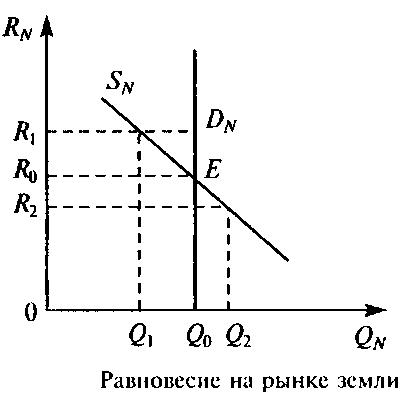 R_N
S_N
R_1
D_N
R_0
E
R_2
0
Q_1
Q_0
Q_2
Q_N
Равновесие на рынке земли